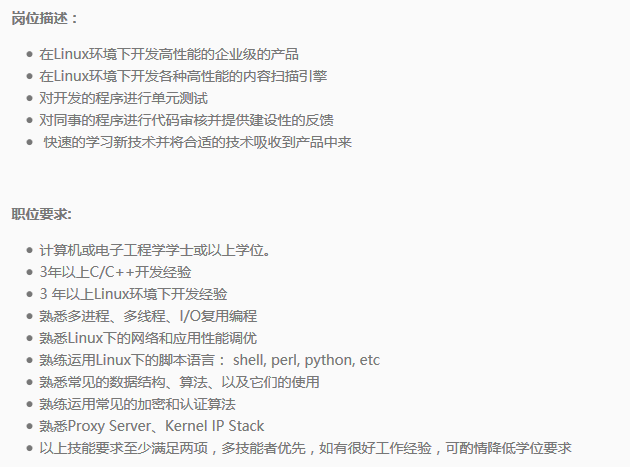 岗位描述：
在Linux环境下开发高性能的企业级的产品
在Linux环境下开发各种高性能的内容扫描引擎
对开发的程序进行单元测试
对同事的程序进行代码审核并提供建设性的反馈
快速的学习新技术并将合适的技术吸收到产品中来
职位要求:
计算机或电子工程学学士或以上学位。
3年以上C/C++开发经验
3 年以上Linux环境下开发经验
熟悉多进程、多线程、I/O复用编程
熟悉Linux下的网络和应用性能调优
熟练运用Linux下的脚本语言： shell, perl, python, etc
熟悉常见的数据结构、算法、以及它们的使用
熟练运用常见的加密和认证算法
熟悉Proxy Server、Kernel IP Stack
以上技能要求至少满足两项，多技能者优先，如有很好工作经验，可酌情降低学位要求